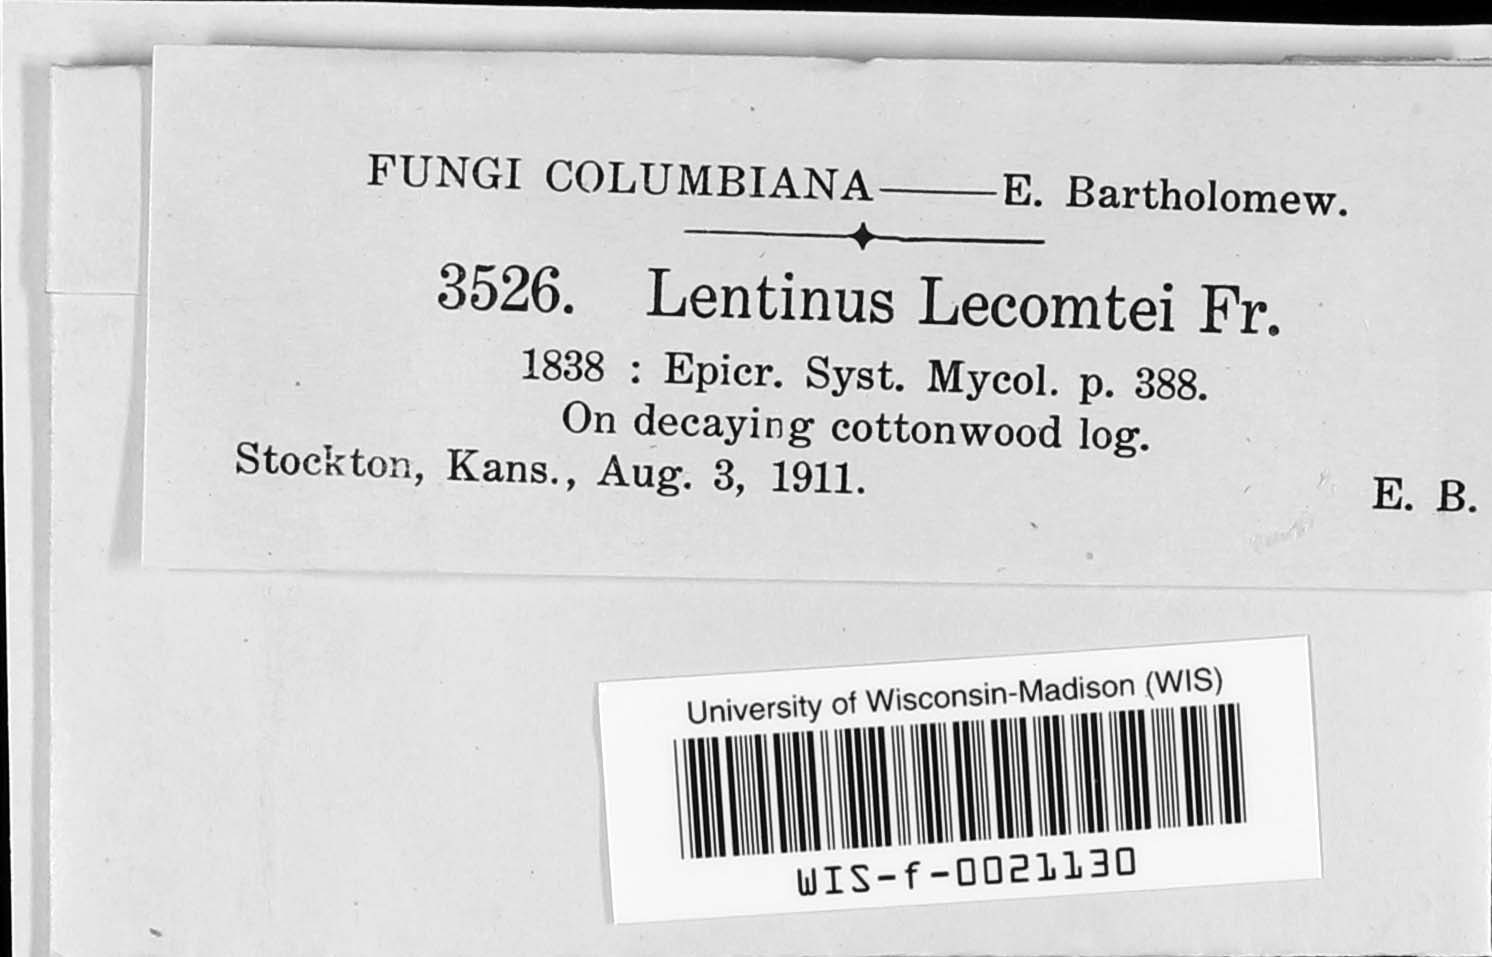 FUNGI COLUMBIANA——E. Bartholomew.
3526. Lentinus Lecomtei Fr.
1838 : Epicr. Syst. Mycol. p. 388.
On decaying cottonwood log.
Stockton, Kans., Aug. 3, 1911.
E. B.
University of Wisconsin-Madison (WIS)
WIS-f-0021130